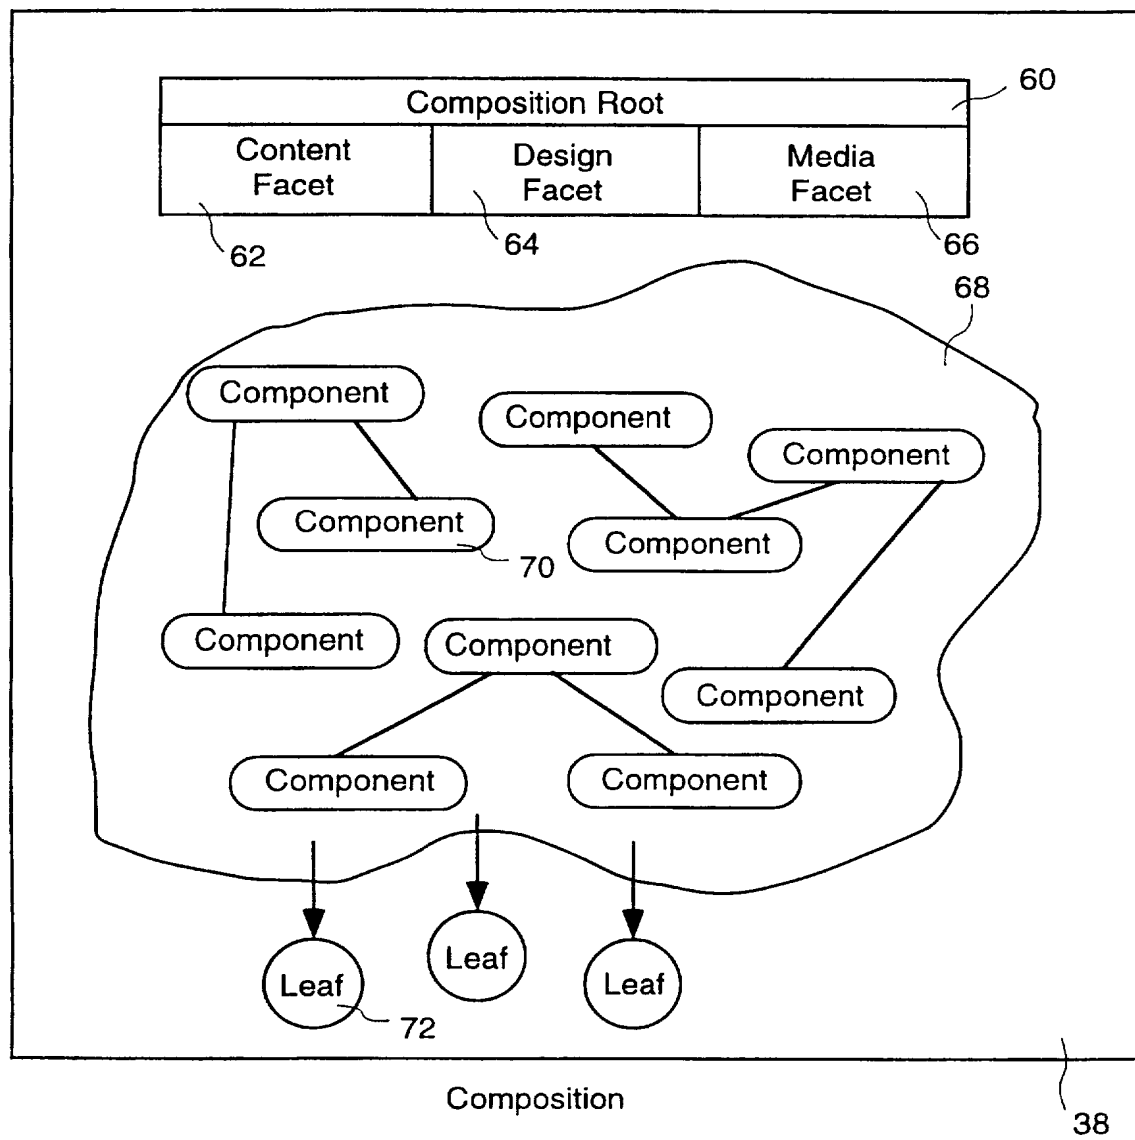 60
Composition Root
Content
Facet
Design
Facet
Media
Facet
62
64
66
68
Component
Component
Component
Component
70
Component
Component
Component
Component
Component
Component
Leaf
Leaf
Leaf
72
Composition
38